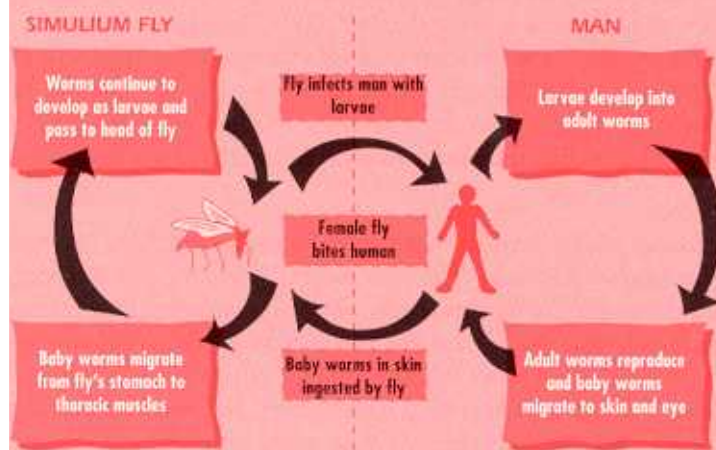 SIMULIUM FLY
MAN
Worms continue to
develop as larvae and
pass to head of fly
Fly infects man with
larvae
Larvae develop into
adult worms
Female fly
bites human
Baby worms migrate
from fly's stomach to
thoracic muscles
Baby worms in skin
ingested by fly
Adult worms reproduce
and baby worms
migrate to skin and eye